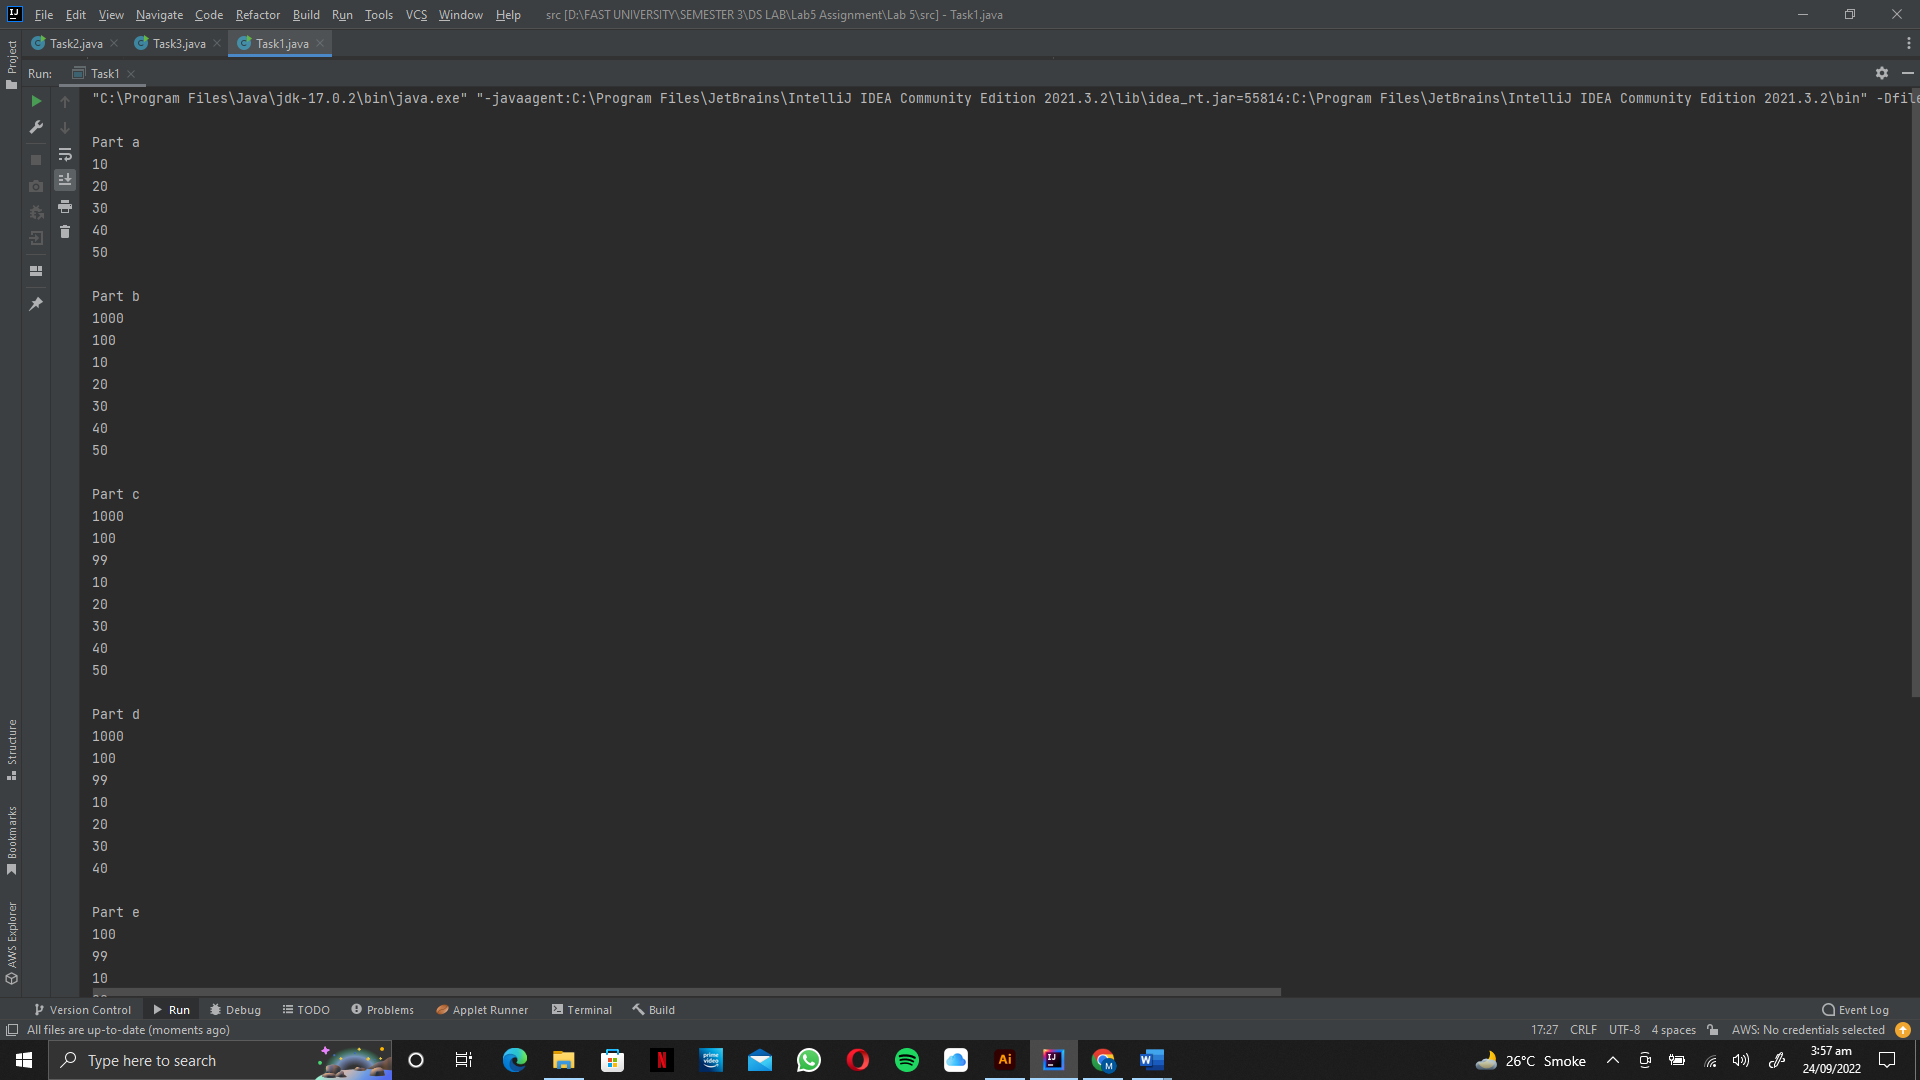 File Edit View Navigate Code Refactor Build Run Tools VCS Window Help src [D:\FAST UNIVERSITY\SEMESTER 3\DS LAB\Lab5 Assignment\Lab 5\src] - Task1.java
Task2.java Task3.java Task1.java
Project
Run: Task1
"C:\Program Files\Java\jdk-17.0.2\bin\java.exe" "-javaagent:C:\Program Files\JetBrains\IntelliJ IDEA Community Edition 2021.3.2\lib\idea_rt.jar=55814:C:\Program Files\JetBrains\IntelliJ IDEA Community Edition 2021.3.2\bin" -Dfile
Part a
10
20
30
40
50
Part b
1000
100
10
20
30
40
50
Part c
1000
100
99
10
20
30
40
50
Part d
1000
100
99
10
20
30
40
Part e
100
99
10
Structure
Bookmarks
AWS Explorer
Version Control Run Debug TODO Problems Applet Runner Terminal Build Event Log
All files are up-to-date (moments ago) 17:27 CRLF UTF-8 4 spaces AWS: No credentials selected
Type here to search prime video Ai IJ M W 26°C Smoke 3:57 am
24/09/2022